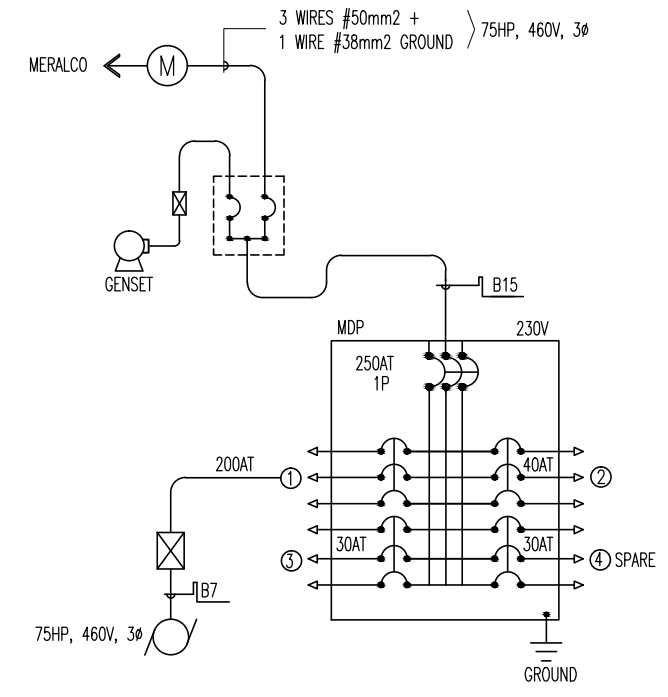 3 WIRES #50mm2 +
1 WIRE #38mm2 GROUND
75HP, 460V, 3ø
MERALCO
M
GENSET
B15
MDP
230V
250AT
1P
200AT
1
40AT
2
30AT
3
30AT
4 SPARE
B7
75HP, 460V, 3ø
GROUND